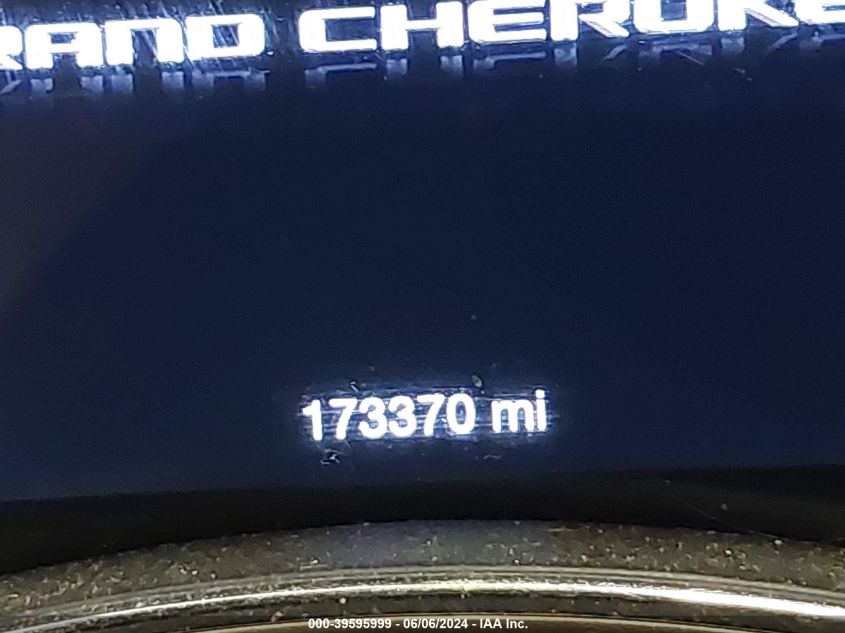 RAND CHEROKE
173370 mi
000-39595999 - 06/06/2024 - IAA Inc.